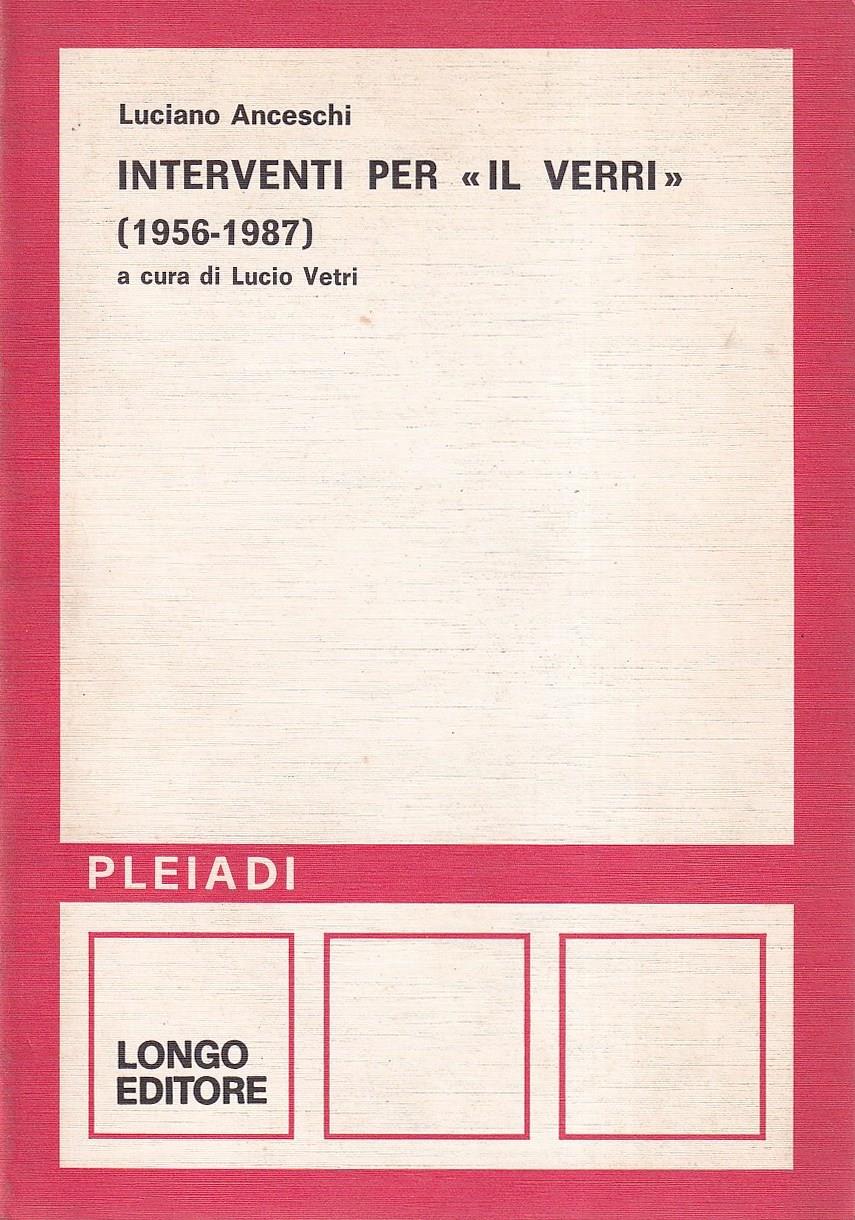 Luciano Anceschi
INTERVENTI PER «IL VERRI»
(1956-1987)
a cura di Lucio Vetri
PLEIADI
LONGO
EDITORE